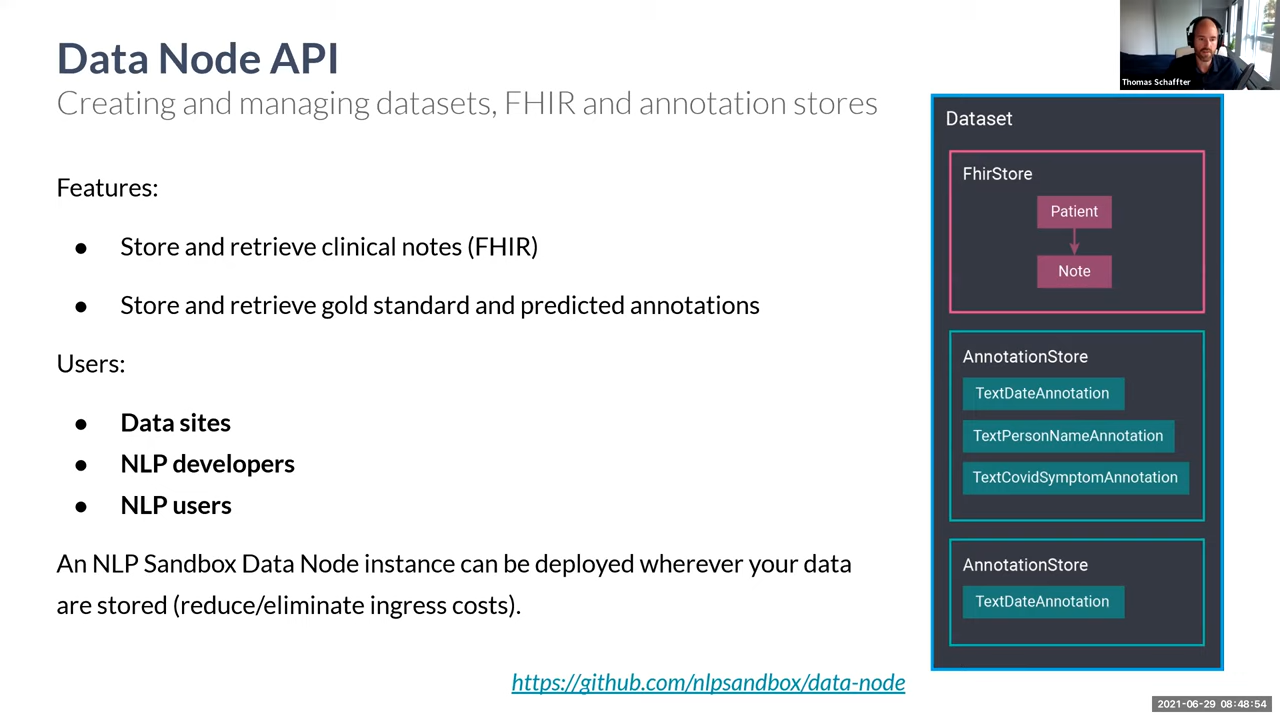 Data Node API
Creating and managing datasets, FHIR and annotation stores
Features:
● Store and retrieve clinical notes (FHIR)
● Store and retrieve gold standard and predicted annotations
Users:
● Data sites
● NLP developers
● NLP users
An NLP Sandbox Data Node instance can be deployed wherever your data
are stored (reduce/eliminate ingress costs).
https://github.com/nlpsandbox/data-node
Thomas Schaffter
Dataset
FhirStore
Patient
Note
AnnotationStore
TextDateAnnotation
TextPersonNameAnnotation
TextCovidSymptomAnnotation
AnnotationStore
TextDateAnnotation
2021-06-29 08:48:54